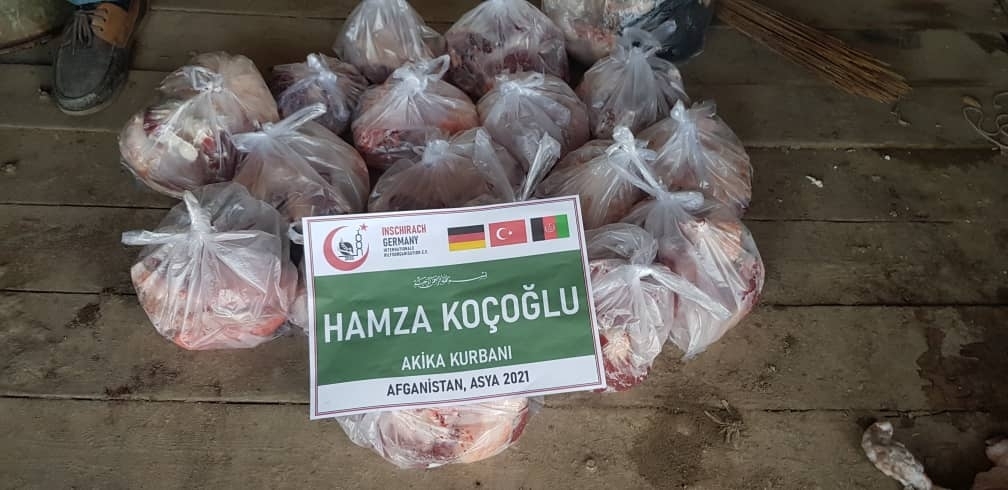 INSCHIRACH
GERMANY
INTERNATIONALE
HILFSORGANISATION E.V.
HAMZA KOÇOĞLU
AKİKA KURBANI
AFGANİSTAN, ASYA 2021